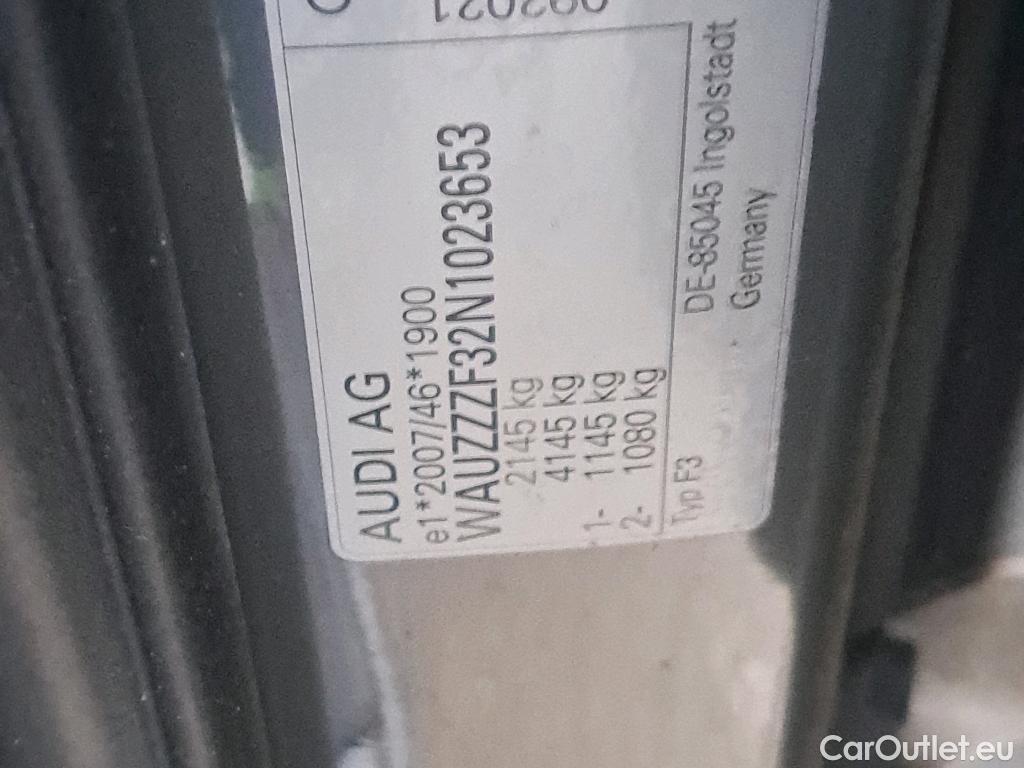 AUDI AG
e1*2007/46*1900
WAUZZZF32N1023653
2145 kg
4145 kg
1- 1145 kg
2- 1080 kg
Typ F3
DE-85045 Ingolstadt
Germany
CarOutlet.eu